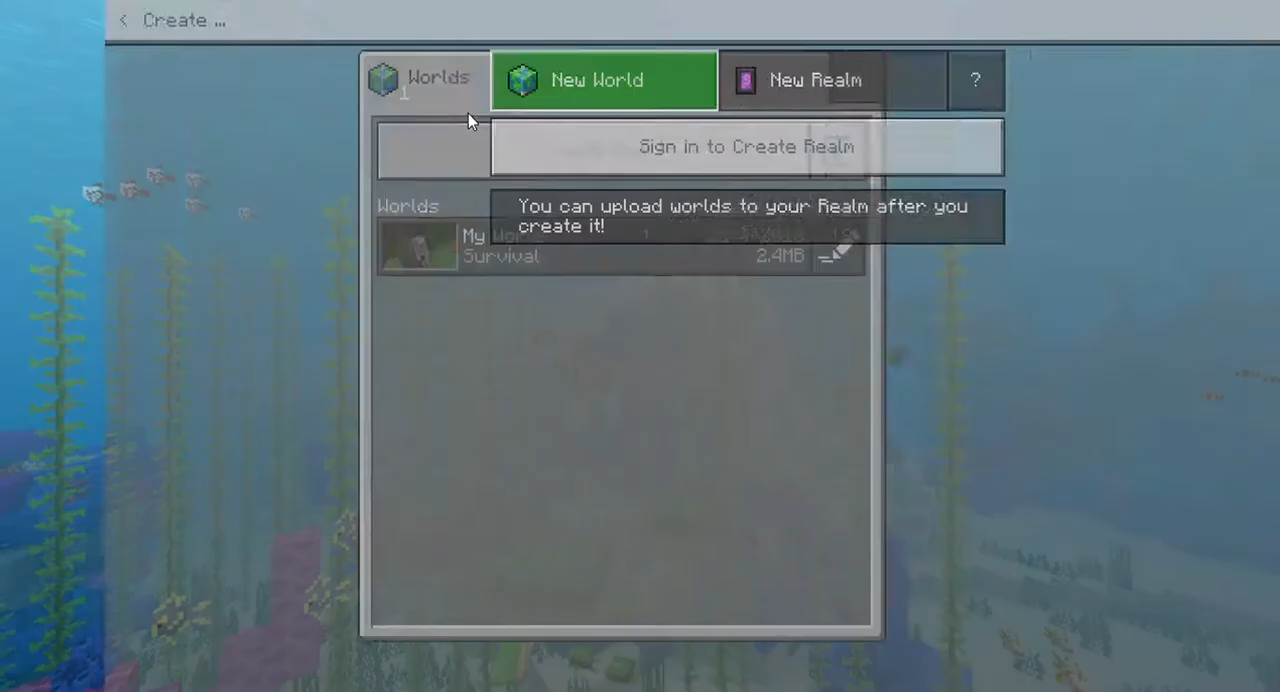 < Create ...
Worlds
1
New World
New Realm
?
Sign in to Create Realm
Worlds
You can upload worlds to your Realm after you
create it!
My
Survival
2.4MB